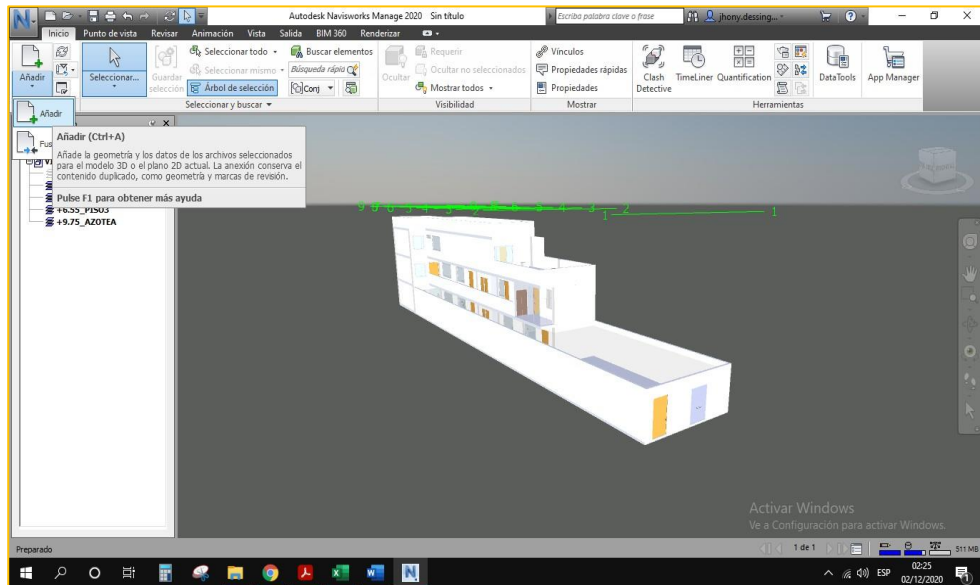 Autodesk Navisworks Manage 2020 Sin título
Escriba palabra clave o frase
jhony.dessing...
Inicio Punto de vista Revisar Animación Vista Salida BIM 360 Renderizar
Añadir
Seleccionar...
Guardar selección
Seleccionar todo
Seleccionar mismo
Árbol de selección
Buscar elementos
Búsqueda rápida
Conj
Seleccionar y buscar
Ocultar
Requerir
Ocultar no seleccionados
Mostrar todos
Visibilidad
Vínculos
Propiedades rápidas
Propiedades
Mostrar
Clash Detective
TimeLiner
Quantification
DataTools
App Manager
Herramientas
Añadir
Fus
Añadir (Ctrl+A)
Añade la geometría y los datos de los archivos seleccionados
para el modelo 3D o el plano 2D actual. La anexión conserva el
contenido duplicado, como geometría y marcas de revisión.
Pulse F1 para obtener más ayuda
+6.55_PISO3
+9.75_AZOTEA
Activar Windows
Ve a Configuración para activar Windows.
Preparado
1 de 1
511 MB
ESP
02:25
02/12/2020